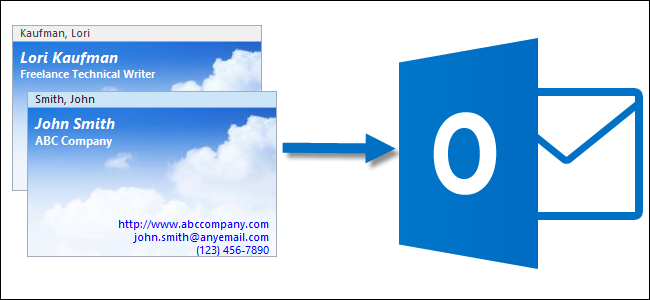 Kaufman, Lori
Lori Kaufman
Freelance Technical Writer
Smith, John
John Smith
ABC Company
http://www.abccompany.com
john.smith@anyemail.com
(123) 456-7890
O